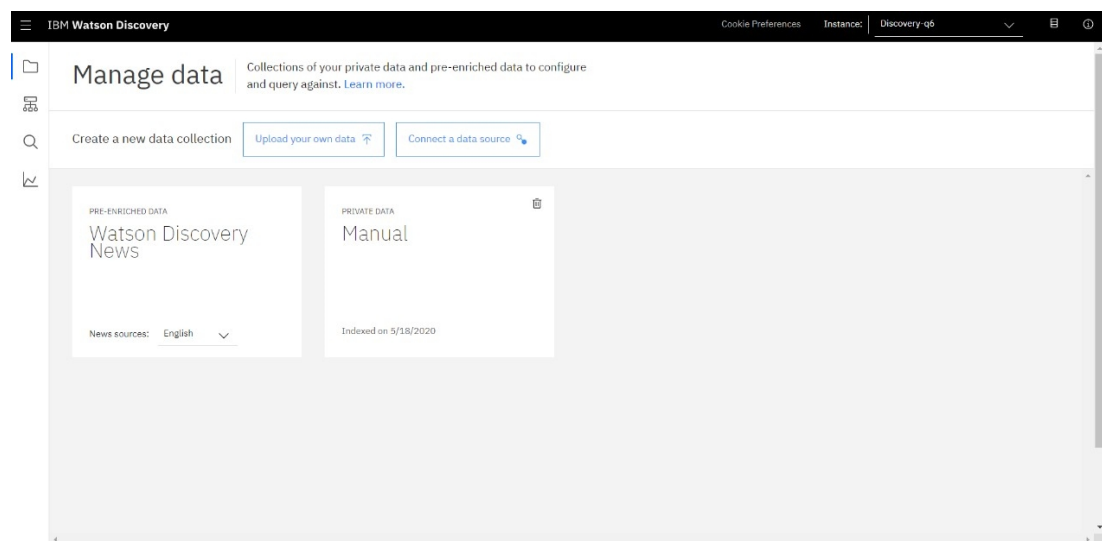 IBM Watson Discovery
Cookie Preferences
Instance:
Discovery-q6
Manage data
Collections of your private data and pre-enriched data to configure
and query against. Learn more.
Create a new data collection
Upload your own data
Connect a data source
PRE-ENRICHED DATA
Watson Discovery
News
News sources: English
PRIVATE DATA
Manual
Indexed on 5/18/2020